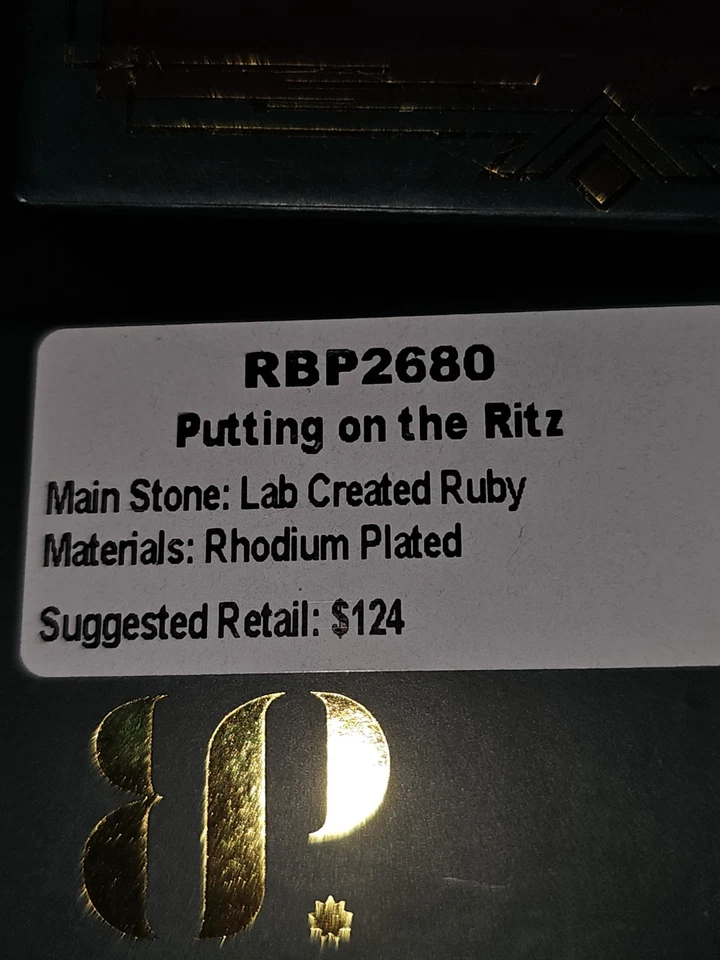 RBP2680
Putting on the Ritz
Main Stone: Lab Created Ruby
Materials: Rhodium Plated
Suggested Retail: $124